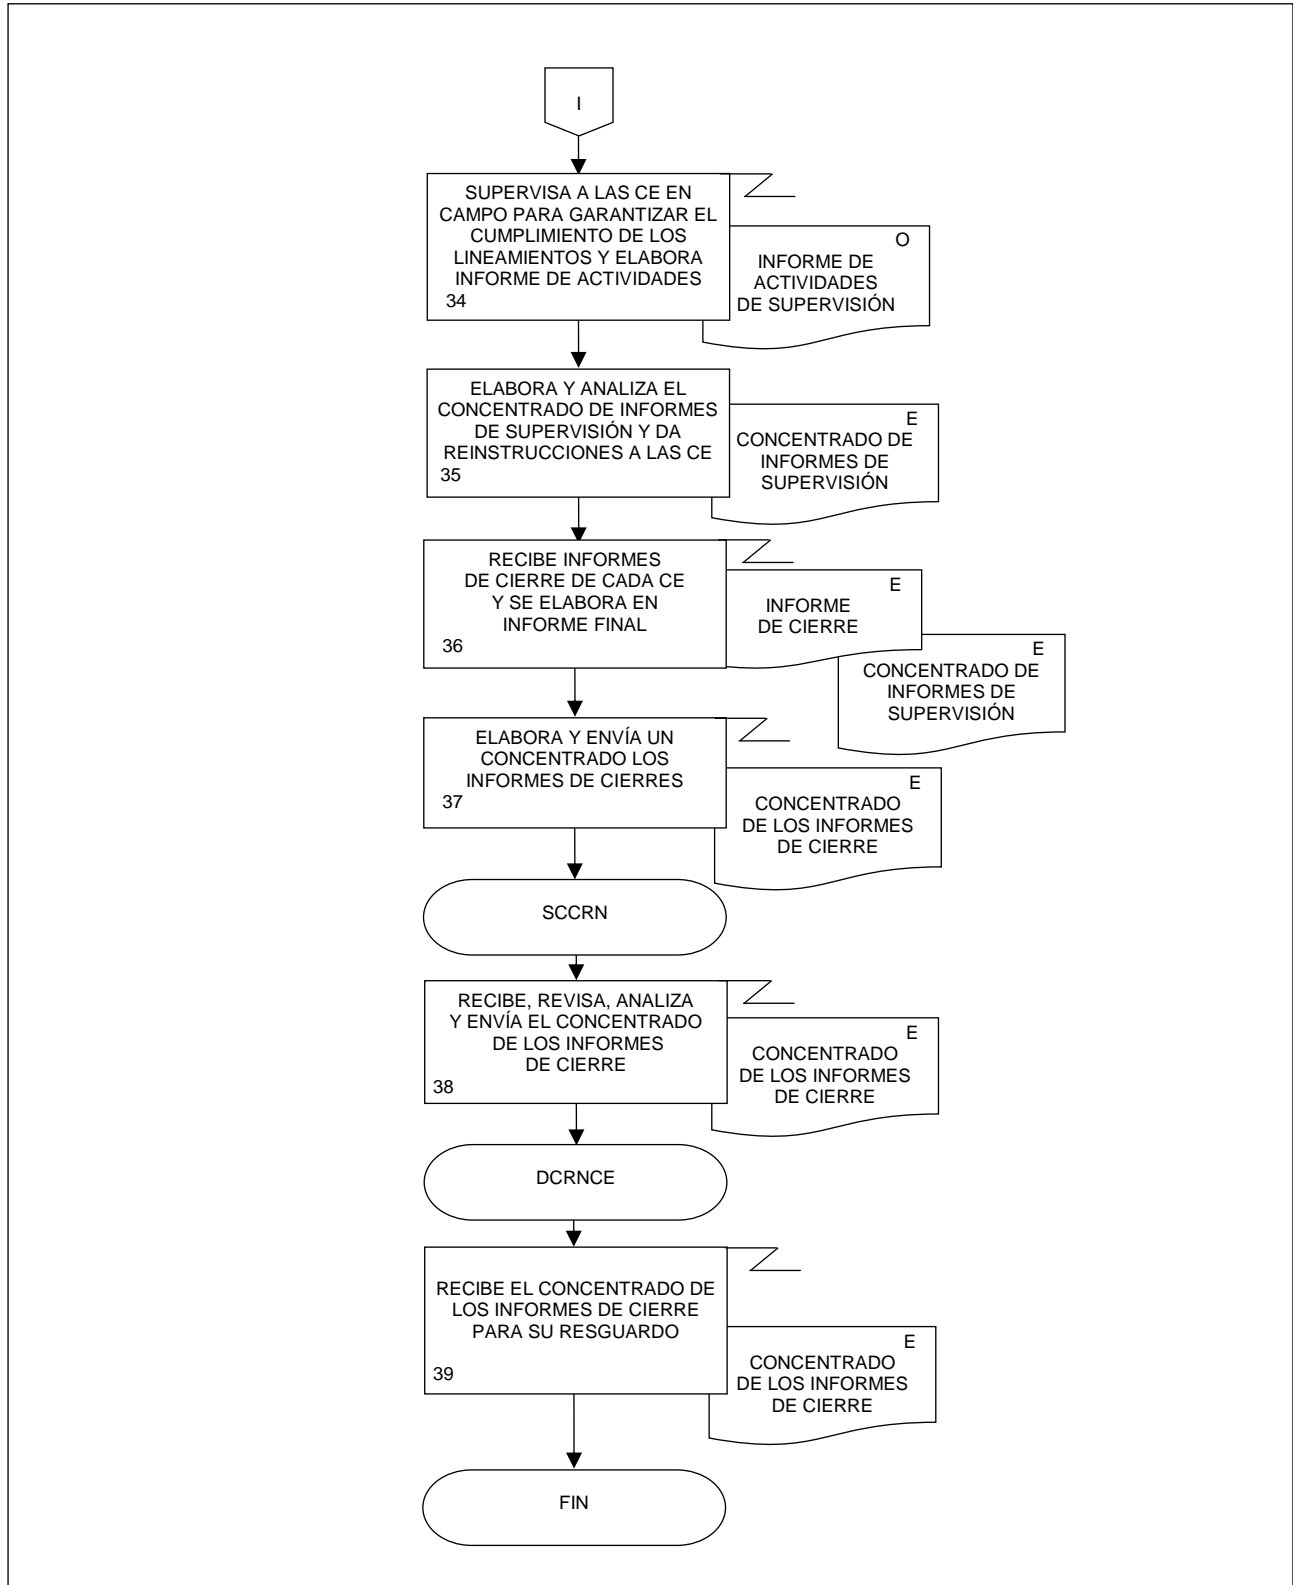 I
SUPERVISA A LAS CE EN
CAMPO PARA GARANTIZAR EL
CUMPLIMIENTO DE LOS
LINEAMIENTOS Y ELABORA
INFORME DE ACTIVIDADES
34
O
INFORME DE
ACTIVIDADES
DE SUPERVISIÓN
ELABORA Y ANALIZA EL
CONCENTRADO DE INFORMES
DE SUPERVISIÓN Y DA
REINSTRUCCIONES A LAS CE
35
E
CONCENTRADO DE
INFORMES DE
SUPERVISIÓN
RECIBE INFORMES
DE CIERRE DE CADA CE
Y SE ELABORA EN
INFORME FINAL
36
E
INFORME
DE CIERRE
E
CONCENTRADO DE
INFORMES DE
SUPERVISIÓN
ELABORA Y ENVÍA UN
CONCENTRADO LOS
INFORMES DE CIERRES
37
E
CONCENTRADO
DE LOS INFORMES
DE CIERRE
SCCRN
RECIBE, REVISA, ANALIZA
Y ENVÍA EL CONCENTRADO
DE LOS INFORMES
DE CIERRE
38
E
CONCENTRADO
DE LOS INFORMES
DE CIERRE
DCRNCE
RECIBE EL CONCENTRADO DE
LOS INFORMES DE CIERRE
PARA SU RESGUARDO
39
E
CONCENTRADO
DE LOS INFORMES
DE CIERRE
FIN